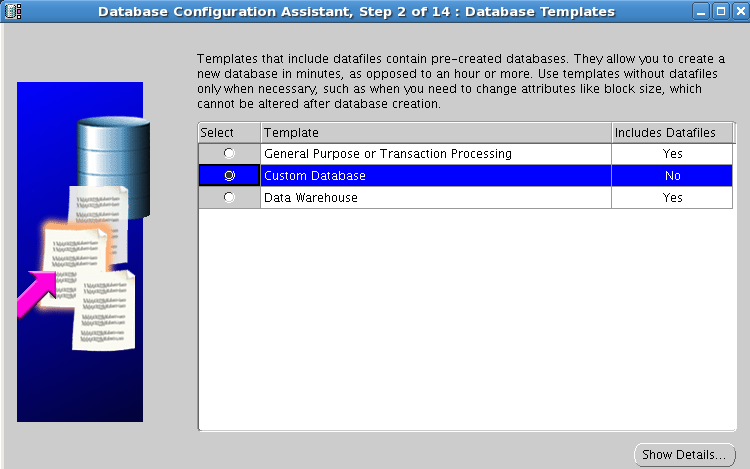 Database Configuration Assistant, Step 2 of 14 : Database Templates
Templates that include datafiles contain pre-created databases. They allow you to create a
new database in minutes, as opposed to an hour or more. Use templates without datafiles
only when necessary, such as when you need to change attributes like block size, which
cannot be altered after database creation.
Select Template Includes Datafiles
General Purpose or Transaction Processing Yes
Custom Database No
Data Warehouse Yes
Show Details...